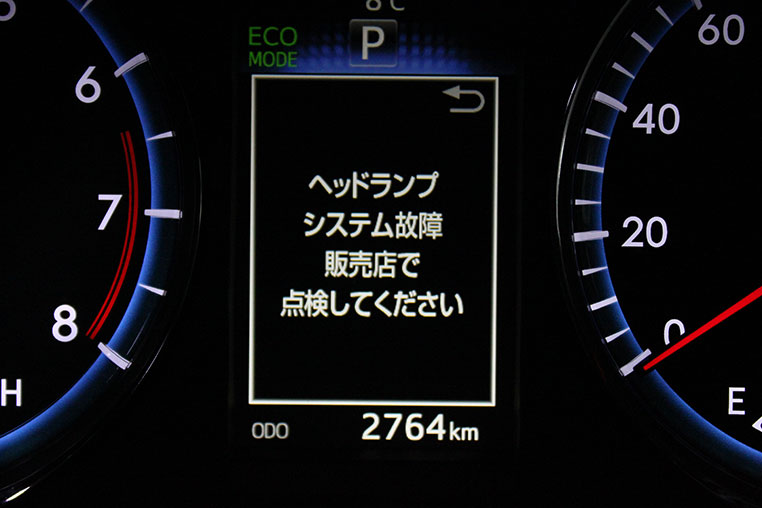 8℃
ECO
MODE
P
ヘッドランプ
システム故障
販売店で
点検してください
ODO 2764km
6
7
8
H
60
40
20
0
E